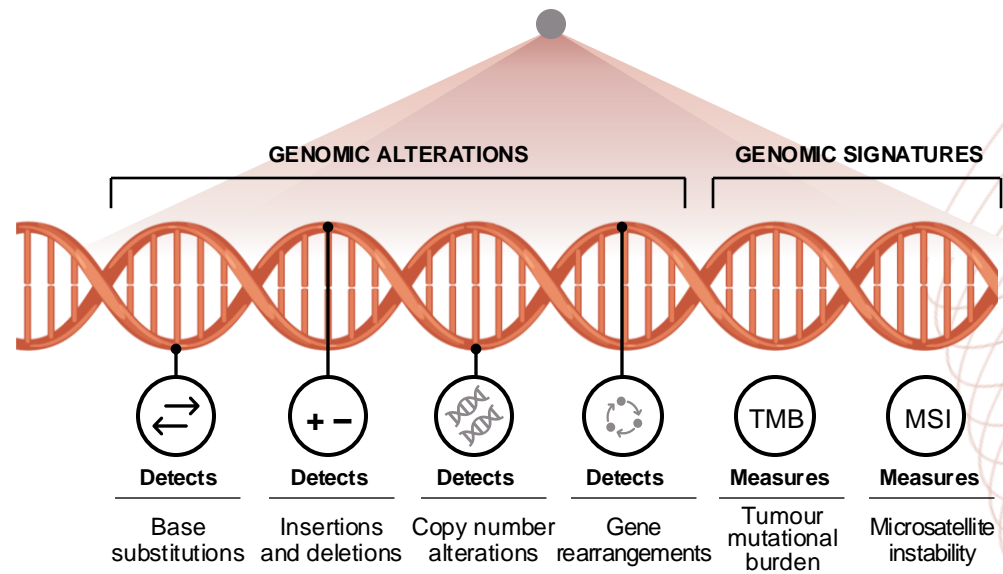 GENOMIC ALTERATIONS
GENOMIC SIGNATURES
+ −
TMB
MSI
Detects
Detects
Detects
Detects
Measures
Measures
Base
substitutions
Insertions
and deletions
Copy number
alterations
Gene
rearrangements
Tumour
mutational
burden
Microsatellite
instability